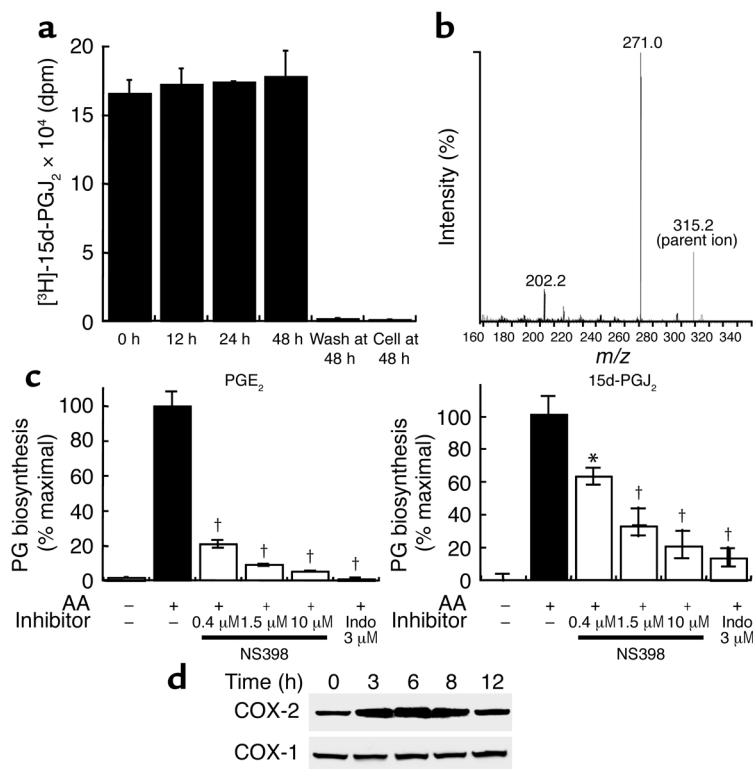 a
[³H]-15d-PGJ₂ × 10⁴ (dpm)
20
15
10
5
0
0 h 12 h 24 h 48 h Wash at 48 h Cell at 48 h
b
Intensity (%)
271.0
315.2
(parent ion)
202.2
160 180 200 220 240 260 280 300 320 340
m/z
c
PGE₂
PG biosynthesis
(% maximal)
100
80
60
40
20
0
AA – + + + + +
Inhibitor – – 0.4 μM 1.5 μM 10 μM Indo 3 μM
† † † †
NS398
15d-PGJ₂
PG biosynthesis
(% maximal)
100
80
60
40
20
0
* † † †
AA – + + + + +
Inhibitor – – 0.4 μM 1.5 μM 10 μM Indo 3 μM
NS398
d
Time (h) 0 3 6 8 12
COX-2
COX-1